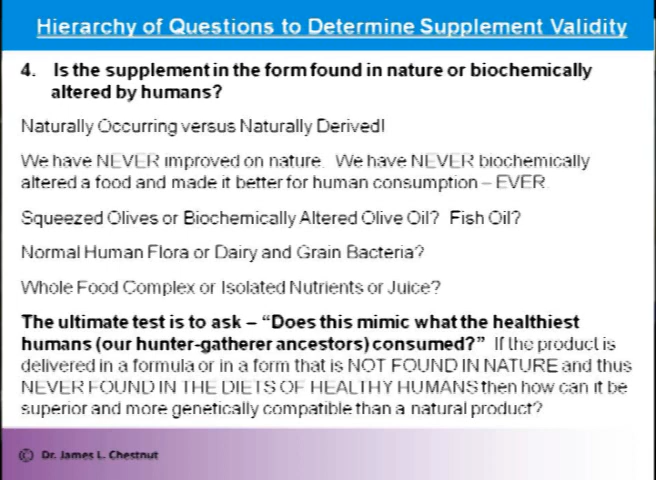 Hierarchy of Questions to Determine Supplement Validity
4. Is the supplement in the form found in nature or biochemically
altered by humans?
Naturally Occurring versus Naturally Derived!
We have NEVER improved on nature. We have NEVER biochemically
altered a food and made it better for human consumption – EVER.
Squeezed Olives or Biochemically Altered Olive Oil? Fish Oil?
Normal Human Flora or Dairy and Grain Bacteria?
Whole Food Complex or Isolated Nutrients or Juice?
The ultimate test is to ask – “Does this mimic what the healthiest
humans (our hunter-gatherer ancestors) consumed?” If the product is
delivered in a formula or in a form that is NOT FOUND IN NATURE and thus
NEVER FOUND IN THE DIETS OF HEALTHY HUMANS then how can it be
superior and more genetically compatible than a natural product?
© Dr. James L. Chestnut